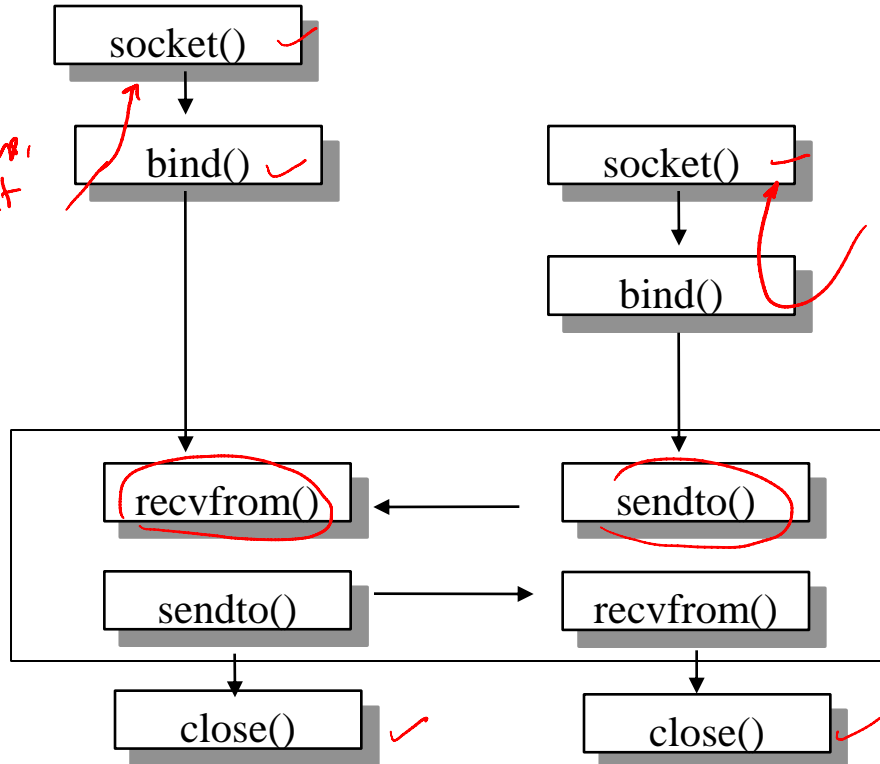 socket()
bind()
socket()
bind()
recvfrom()
sendto()
sendto()
recvfrom()
close()
close()